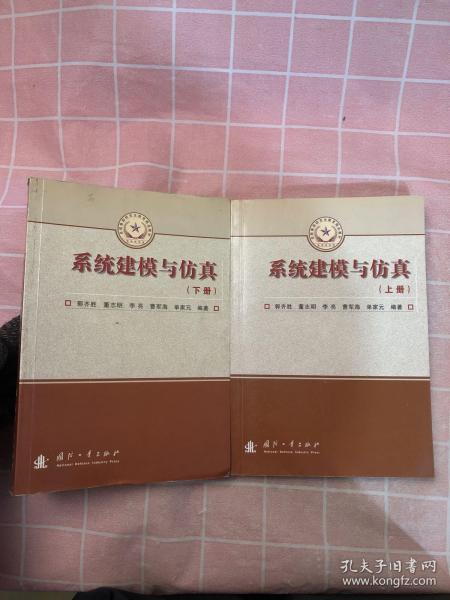 系统建模与仿真
（下册）
郭齐胜 董志明 李亮 曹军海 单家元 编著
国防工业出版社
National Defense Industry Press
系统建模与仿真
（上册）
郭齐胜 董志明 李亮 曹军海 单家元 编著
国防工业出版社
National Defense Industry Press
孔夫子旧书网
www.kongfz.com